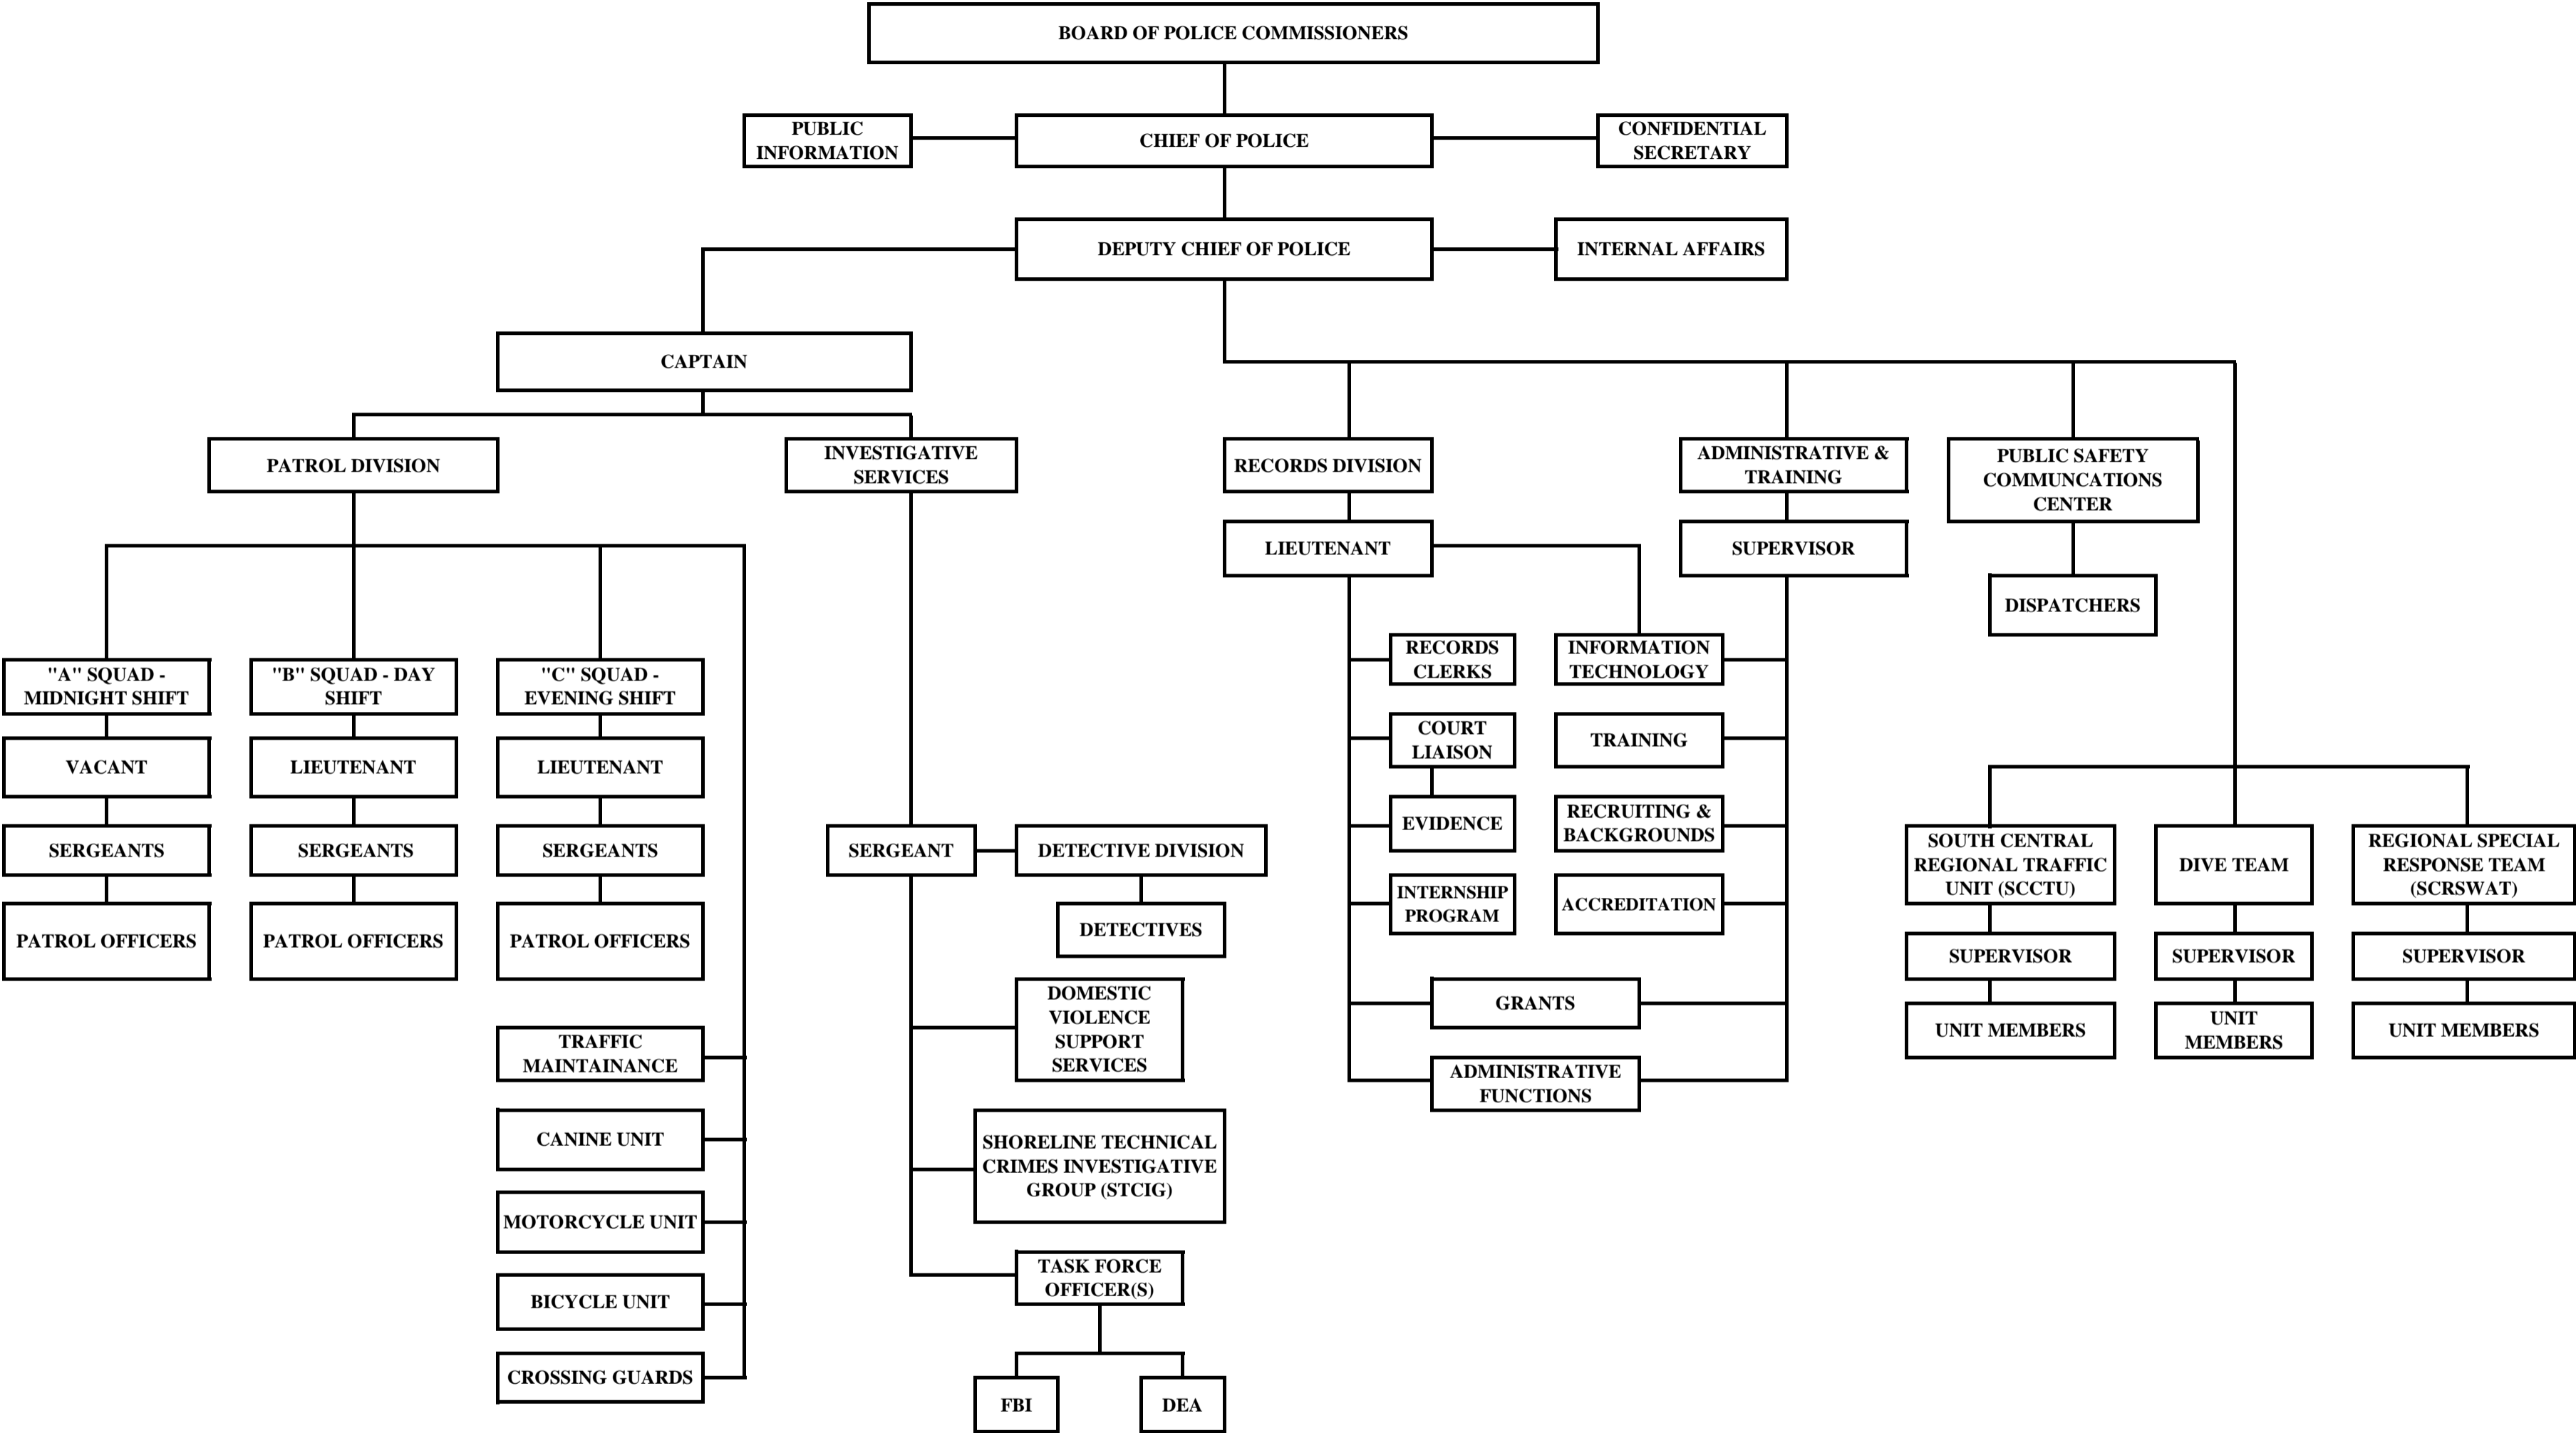 BOARD OF POLICE COMMISSIONERS
PUBLIC
INFORMATION
CHIEF OF POLICE
CONFIDENTIAL
SECRETARY
DEPUTY CHIEF OF POLICE
INTERNAL AFFAIRS
CAPTAIN
PATROL DIVISION
INVESTIGATIVE
SERVICES
RECORDS DIVISION
ADMINISTRATIVE &
TRAINING
PUBLIC SAFETY
COMMUNCATIONS
CENTER
LIEUTENANT
SUPERVISOR
DISPATCHERS
"A" SQUAD -
MIDNIGHT SHIFT
"B" SQUAD - DAY
SHIFT
"C" SQUAD -
EVENING SHIFT
RECORDS
CLERKS
INFORMATION
TECHNOLOGY
VACANT
LIEUTENANT
LIEUTENANT
COURT
LIAISON
TRAINING
SERGEANTS
SERGEANTS
SERGEANTS
SERGEANT
DETECTIVE DIVISION
EVIDENCE
RECRUITING &
BACKGROUNDS
SOUTH CENTRAL
REGIONAL TRAFFIC
UNIT (SCCTU)
DIVE TEAM
REGIONAL SPECIAL
RESPONSE TEAM
(SCRSWAT)
PATROL OFFICERS
PATROL OFFICERS
PATROL OFFICERS
DETECTIVES
INTERNSHIP
PROGRAM
ACCREDITATION
SUPERVISOR
SUPERVISOR
SUPERVISOR
DOMESTIC
VIOLENCE
SUPPORT
SERVICES
GRANTS
UNIT MEMBERS
UNIT
MEMBERS
UNIT MEMBERS
TRAFFIC
MAINTAINANCE
ADMINISTRATIVE
FUNCTIONS
CANINE UNIT
SHORELINE TECHNICAL
CRIMES INVESTIGATIVE
GROUP (STCIG)
MOTORCYCLE UNIT
TASK FORCE
OFFICER(S)
BICYCLE UNIT
CROSSING GUARDS
FBI
DEA